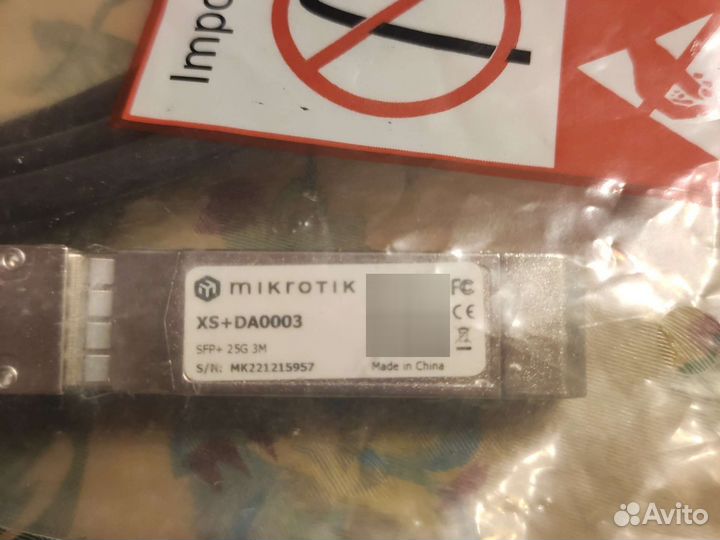 Impo
MIKROTIK
FC
CE
XS+DA0003
SFP+ 25G 3M
S/N: MK221215957
Made in China
Avito